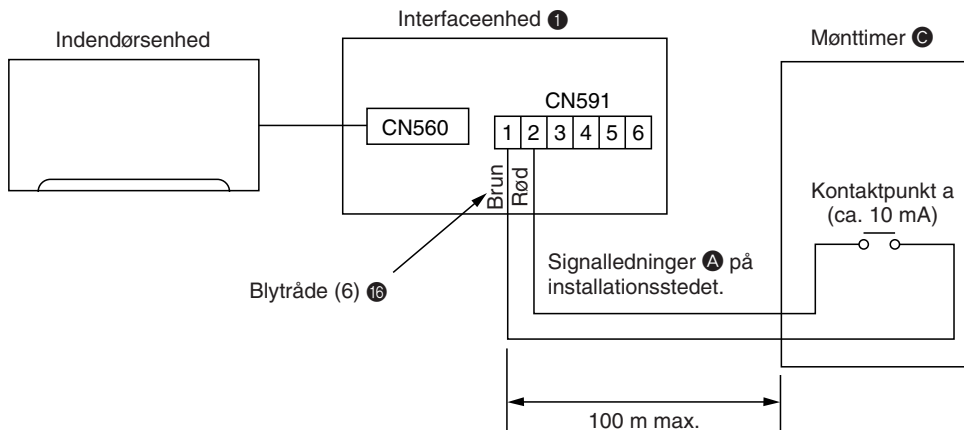 Interfaceenhed ❶
Indendørsenhed
Mønttimer Ⓒ
CN591
CN560
1 2 3 4 5 6
Brun
Rød
Kontaktpunkt a
(ca. 10 mA)
Signalledninger Ⓐ på
installationsstedet.
Blytråde (6) ⓰
100 m max.